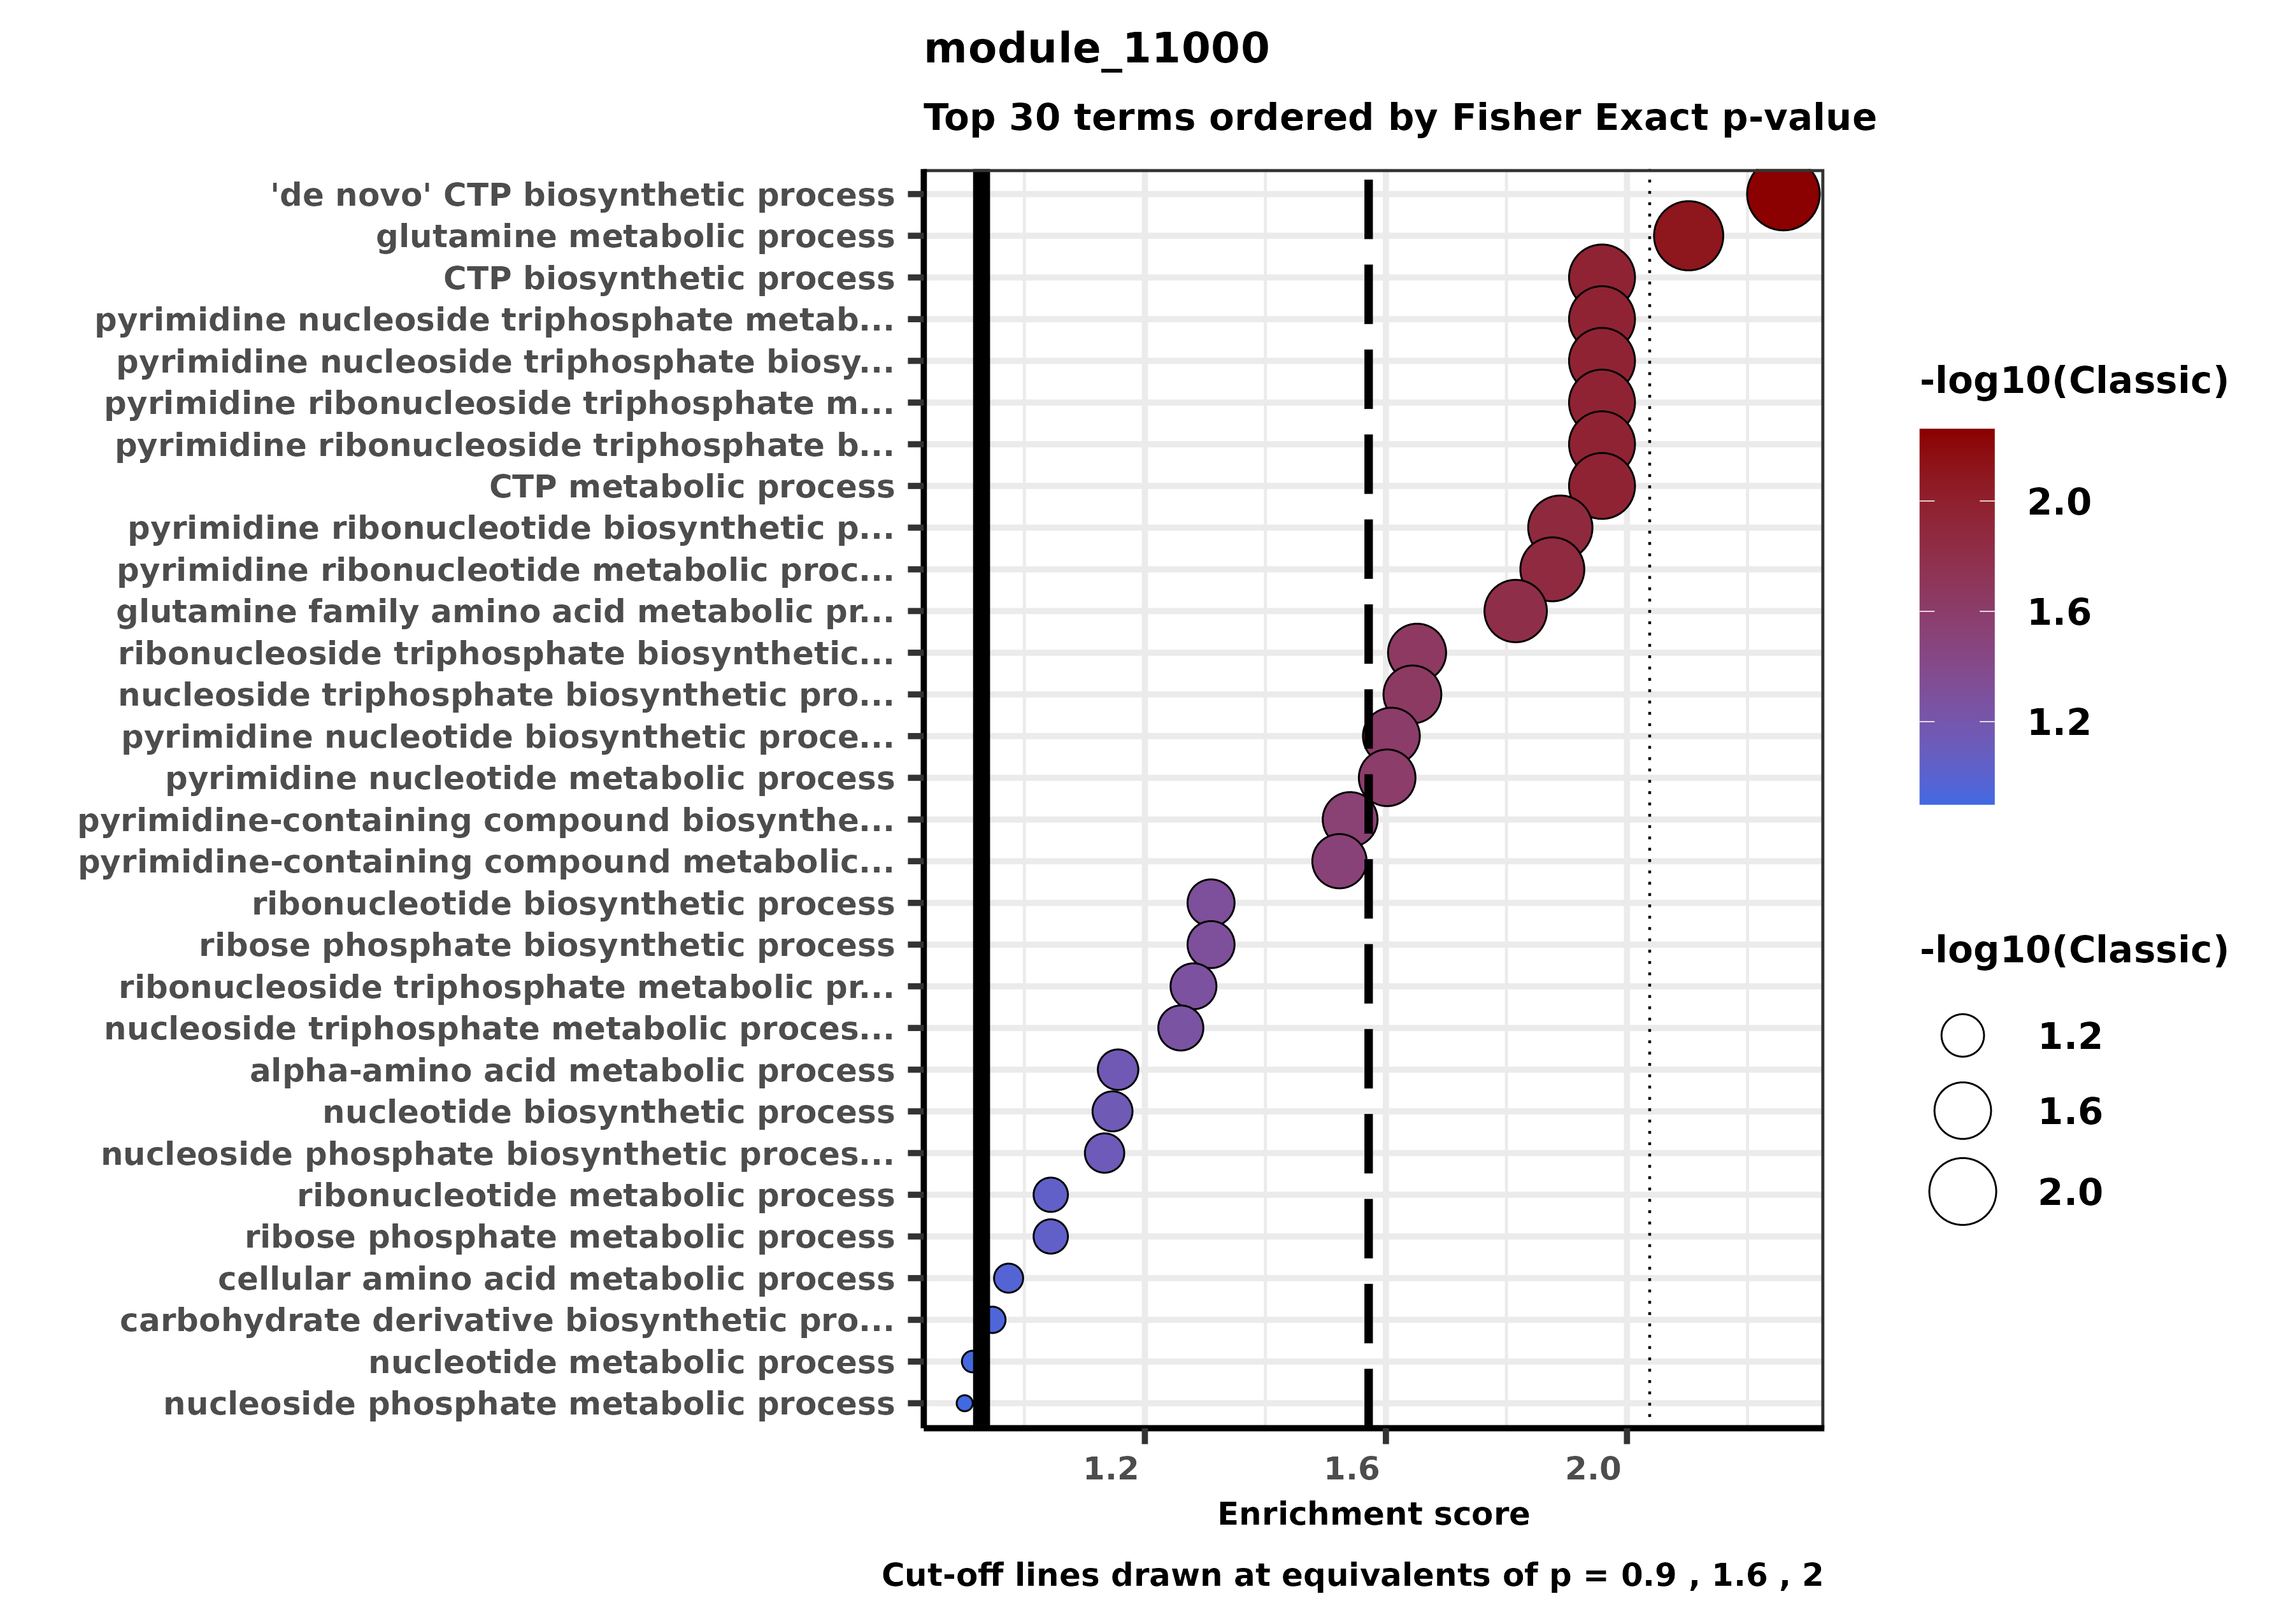 module_11000
Top 30 terms ordered by Fisher Exact p-value
'de novo' CTP biosynthetic process
glutamine metabolic process
CTP biosynthetic process
pyrimidine nucleoside triphosphate metab...
pyrimidine nucleoside triphosphate biosy...
pyrimidine ribonucleoside triphosphate m...
pyrimidine ribonucleoside triphosphate b...
CTP metabolic process
pyrimidine ribonucleotide biosynthetic p...
pyrimidine ribonucleotide metabolic proc...
glutamine family amino acid metabolic pr...
ribonucleoside triphosphate biosynthetic...
nucleoside triphosphate biosynthetic pro...
pyrimidine nucleotide biosynthetic proce...
pyrimidine nucleotide metabolic process
pyrimidine-containing compound biosynthe...
pyrimidine-containing compound metabolic...
ribonucleotide biosynthetic process
ribose phosphate biosynthetic process
ribonucleoside triphosphate metabolic pr...
nucleoside triphosphate metabolic proces...
alpha-amino acid metabolic process
nucleotide biosynthetic process
nucleoside phosphate biosynthetic proces...
ribonucleotide metabolic process
ribose phosphate metabolic process
cellular amino acid metabolic process
carbohydrate derivative biosynthetic pro...
nucleotide metabolic process
nucleoside phosphate metabolic process
1.2 1.6 2.0
Enrichment score
Cut-off lines drawn at equivalents of p = 0.9 , 1.6 , 2
-log10(Classic)
2.0
1.6
1.2
-log10(Classic)
1.2
1.6
2.0